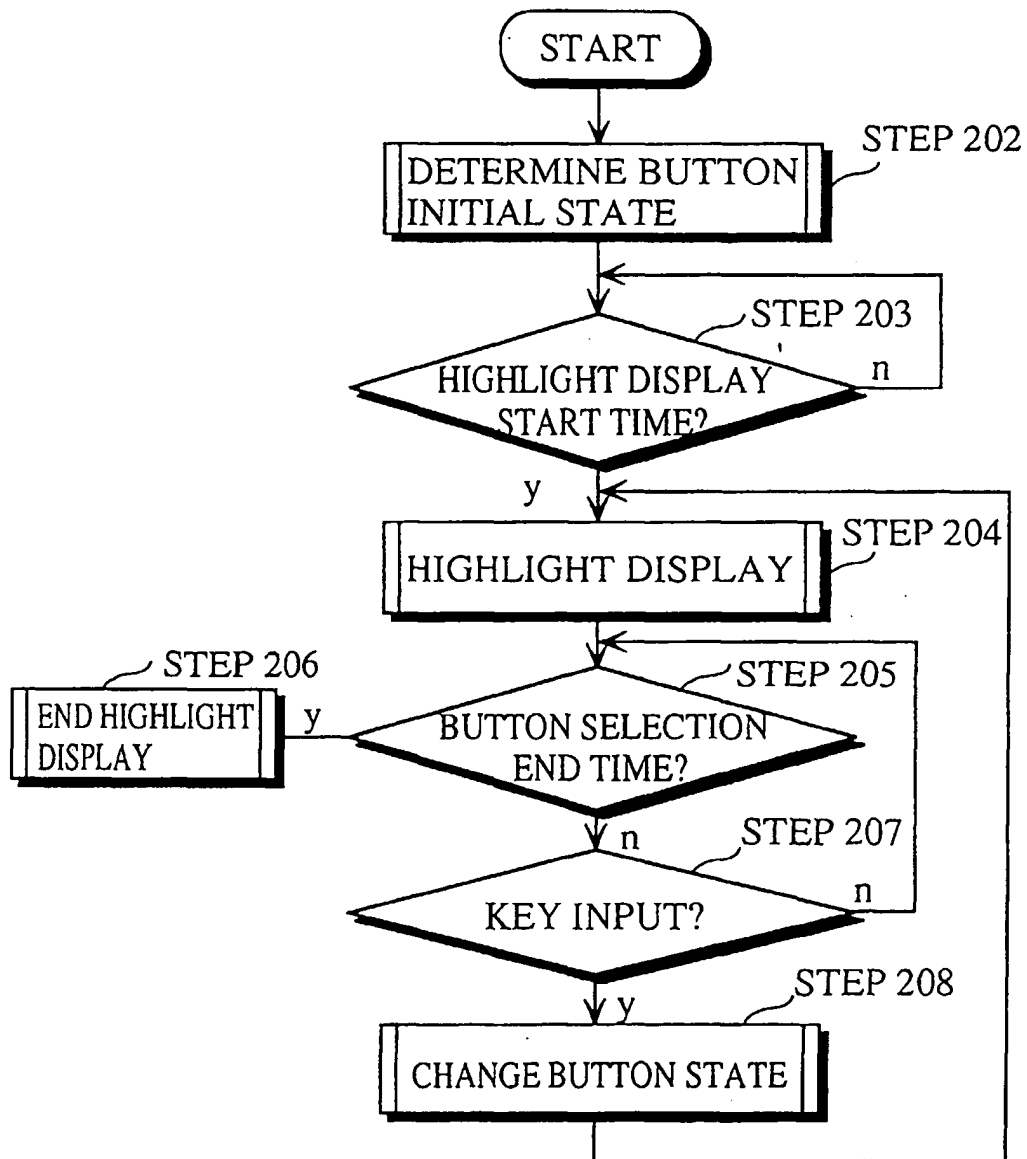 START
STEP 202
DETERMINE BUTTON
INITIAL STATE
STEP 203
HIGHLIGHT DISPLAY
START TIME?
n
y
STEP 204
HIGHLIGHT DISPLAY
STEP 206
END HIGHLIGHT
DISPLAY
y
STEP 205
BUTTON SELECTION
END TIME?
n
STEP 207
KEY INPUT?
n
y
STEP 208
CHANGE BUTTON STATE